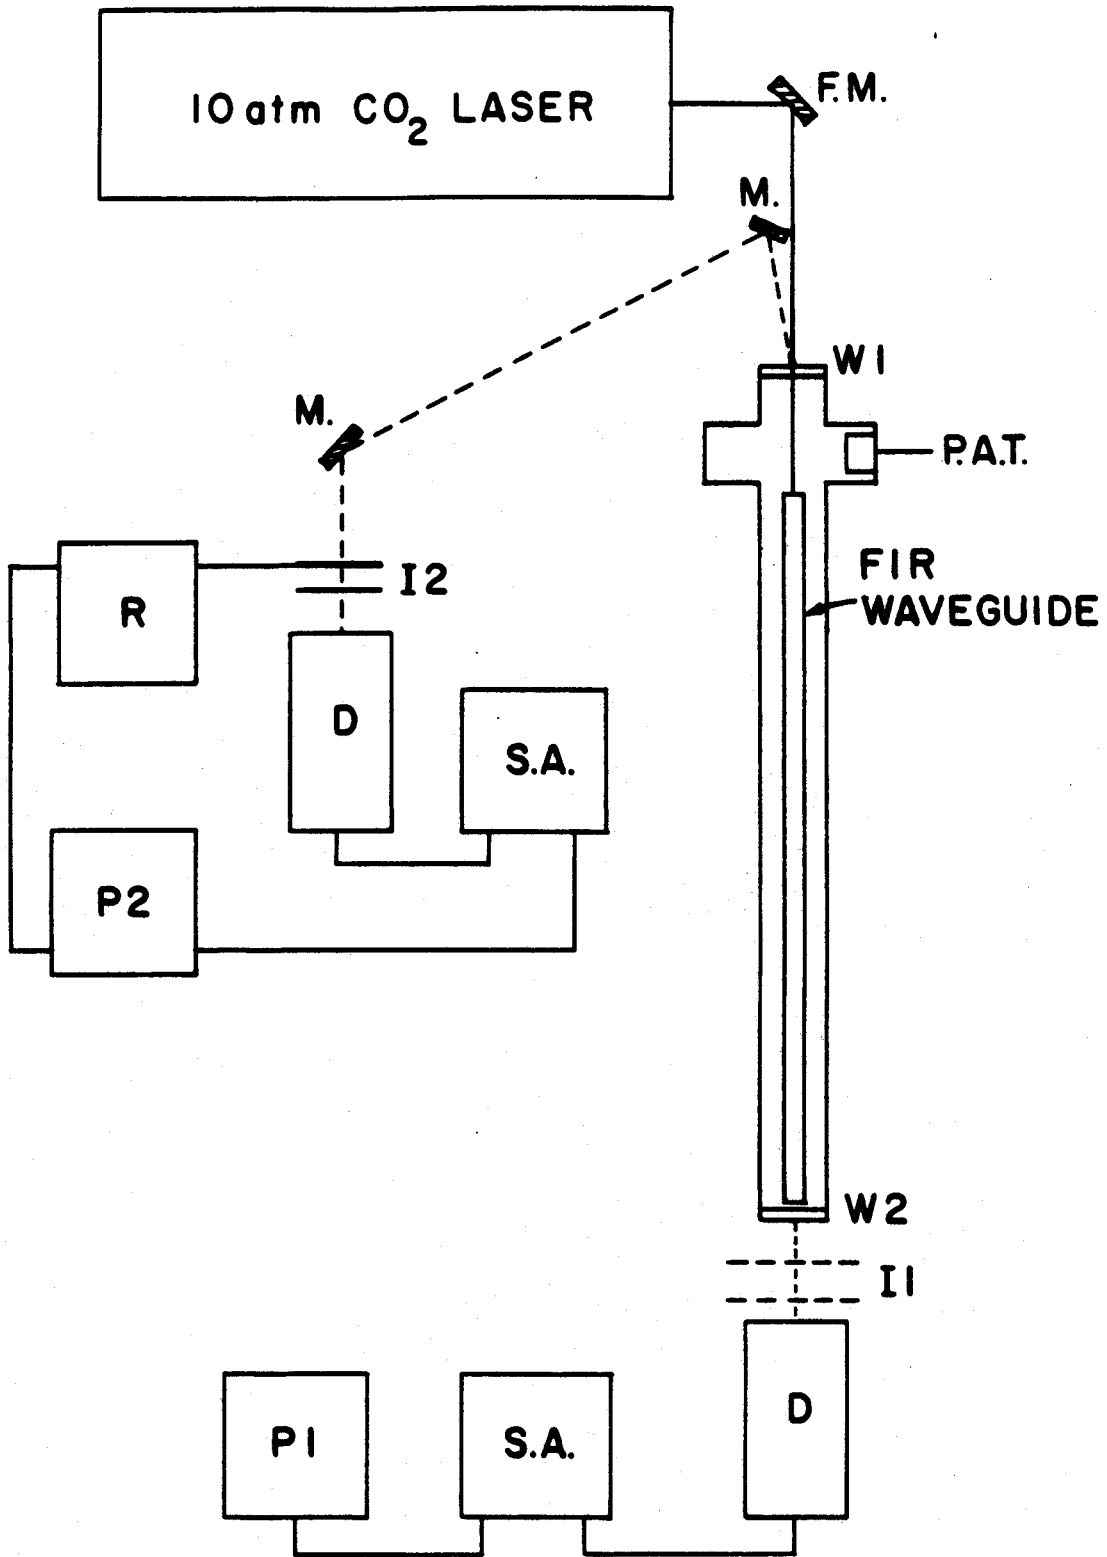 10 atm CO2 LASER
F.M.
M.
W1
M.
P.A.T.
FIR
WAVEGUIDE
I2
R
D
S.A.
P2
W2
I1
D
P1
S.A.